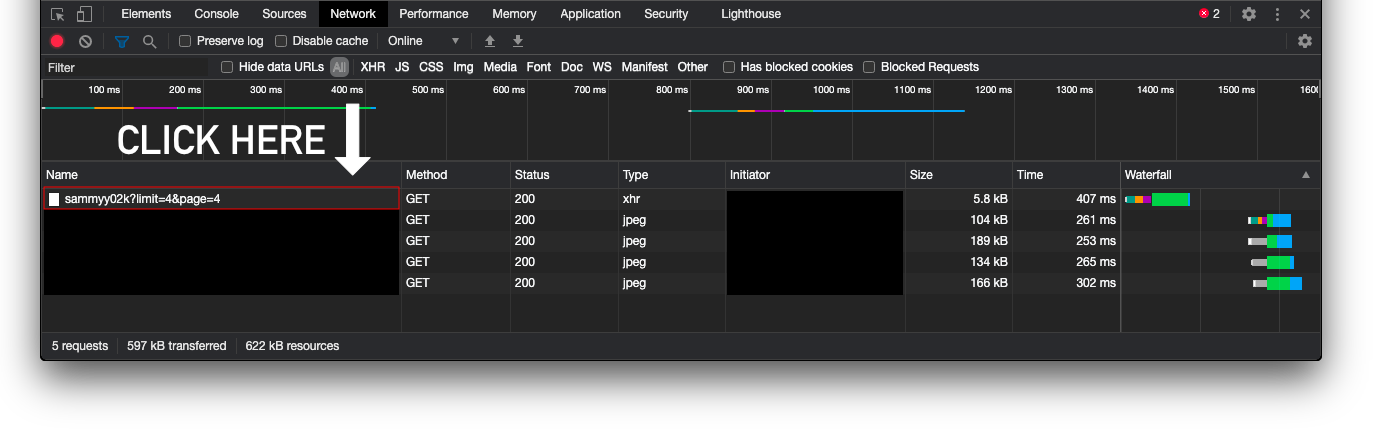 Elements Console Sources Network Performance Memory Application Security Lighthouse 2
Preserve log Disable cache Online
Filter Hide data URLs All XHR JS CSS Img Media Font Doc WS Manifest Other Has blocked cookies Blocked Requests
100 ms 200 ms 300 ms 400 ms 500 ms 600 ms 700 ms 800 ms 900 ms 1000 ms 1100 ms 1200 ms 1300 ms 1400 ms 1500 ms 1600
CLICK HERE
Name Method Status Type Initiator Size Time Waterfall
sammyy02k?limit=4&page=4 GET 200 xhr 5.8 kB 407 ms
GET 200 jpeg 104 kB 261 ms
GET 200 jpeg 189 kB 253 ms
GET 200 jpeg 134 kB 265 ms
GET 200 jpeg 166 kB 302 ms
5 requests 597 kB transferred 622 kB resources